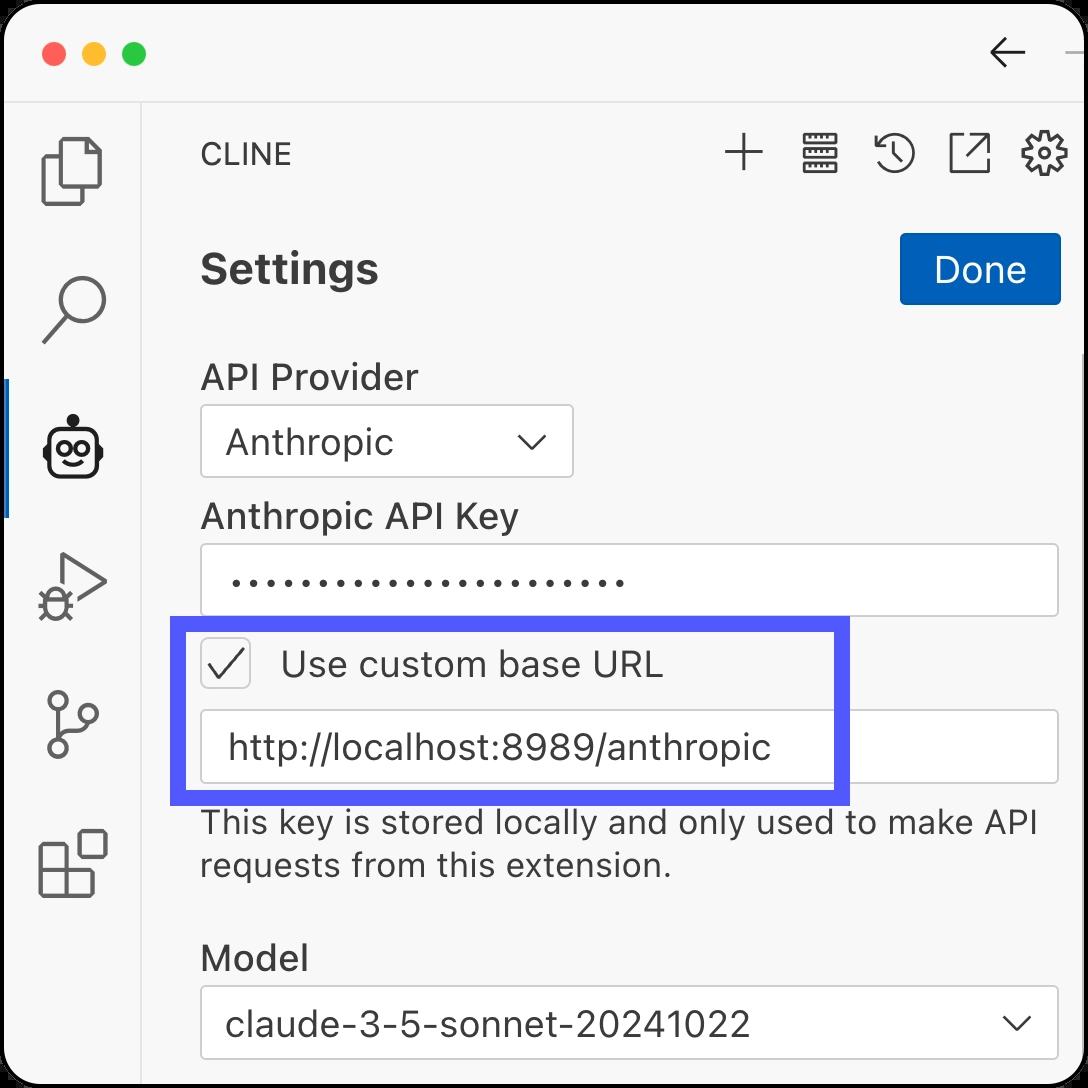 CLINE
Settings
Done
API Provider
Anthropic
Anthropic API Key
•••••••••••••••••••••••
Use custom base URL
http://localhost:8989/anthropic
This key is stored locally and only used to make API
requests from this extension.
Model
claude-3-5-sonnet-20241022